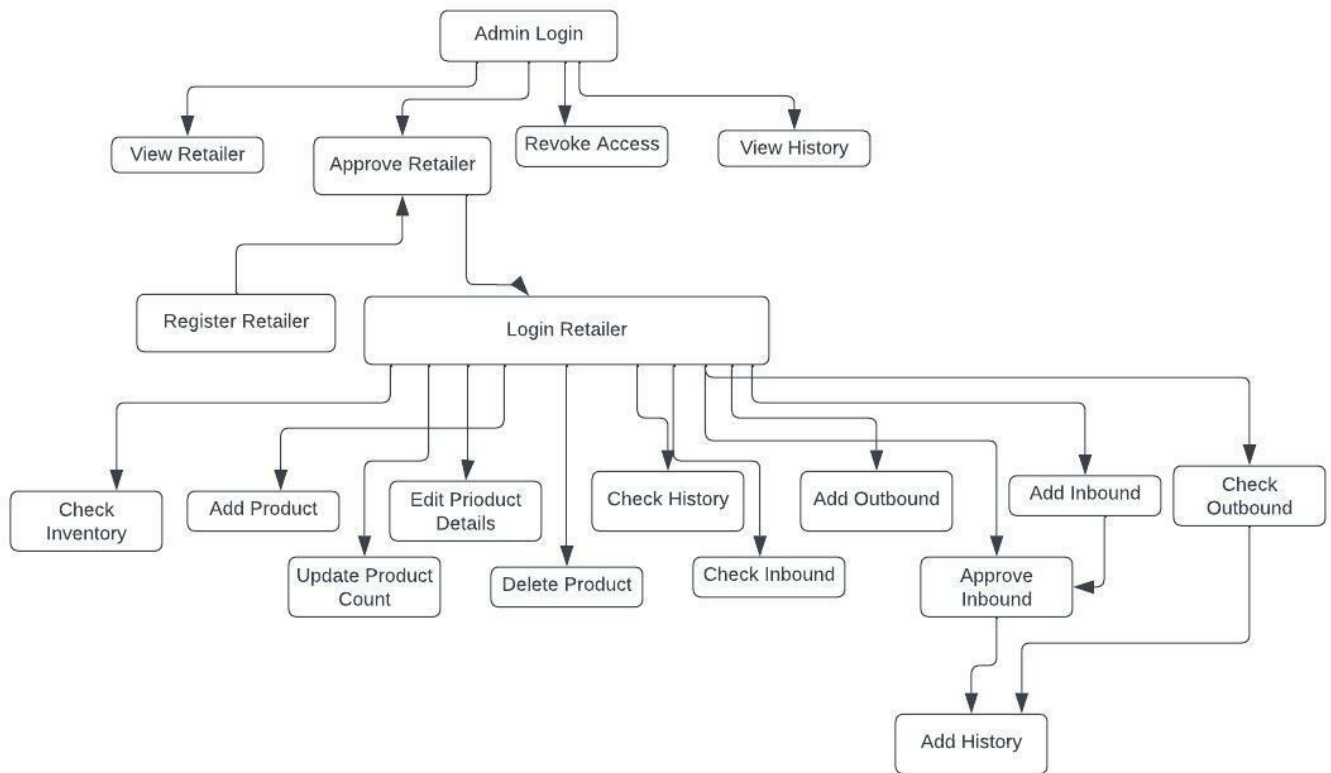 Admin Login
View Retailer
Approve Retailer
Revoke Access
View History
Register Retailer
Login Retailer
Check
Inventory
Add Product
Edit Prioduct
Details
Check History
Add Outbound
Add Inbound
Check
Outbound
Update Product
Count
Delete Product
Check Inbound
Approve
Inbound
Add History